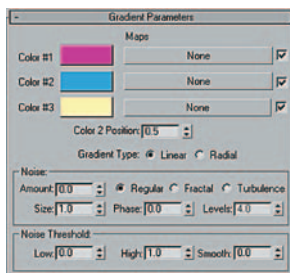 - Gradient Parameters
Maps
Color #1 None
Color #2 None
Color #3 None
Color 2 Position: 0.5
Gradient Type: Linear Radial
Noise:
Amount: 0.0 Regular Fractal Turbulence
Size: 1.0 Phase: 0.0 Levels: 4.0
Noise Threshold:
Low: 0.0 High: 1.0 Smooth: 0.0